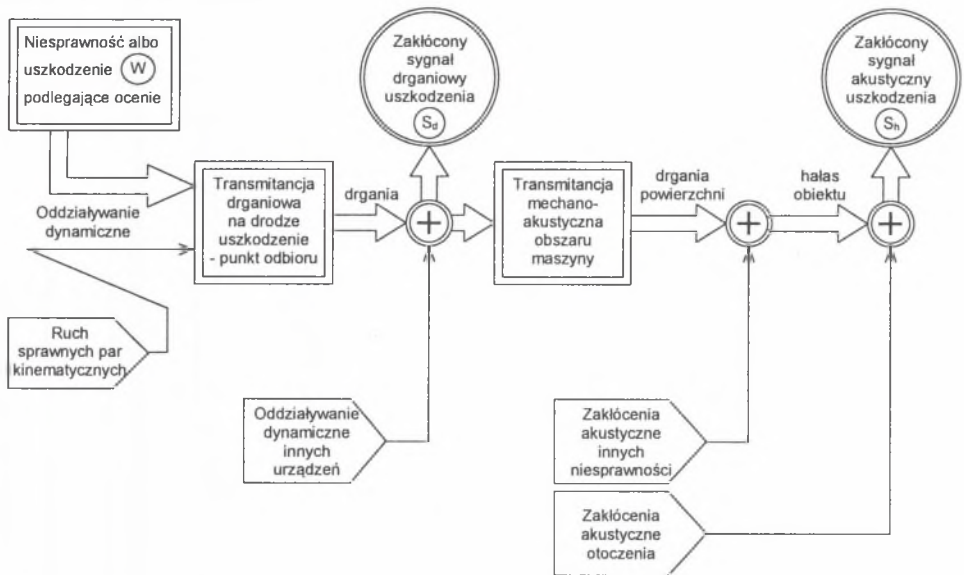 Niesprawność albo
uszkodzenie W
podlegające ocenie
Zakłócony
sygnał
drganiowy
uszkodzenia
Sd
Zakłócony
sygnał
akustyczny
uszkodzenia
Sh
Oddziaływanie
dynamiczne
Transmitancja
drganiowa
na drodze
uszkodzenie
- punkt odbioru
drgania
+
Transmitancja
mechano-
akustyczna
obszaru
maszyny
drgania
powierzchni
+
hałas
obiektu
+
Ruch
sprawnych par
kinematycznych
Oddziaływanie
dynamiczne
innych
urządzeń
Zakłócenia
akustyczne
innych
niesprawności
Zakłócenia
akustyczne
otoczenia